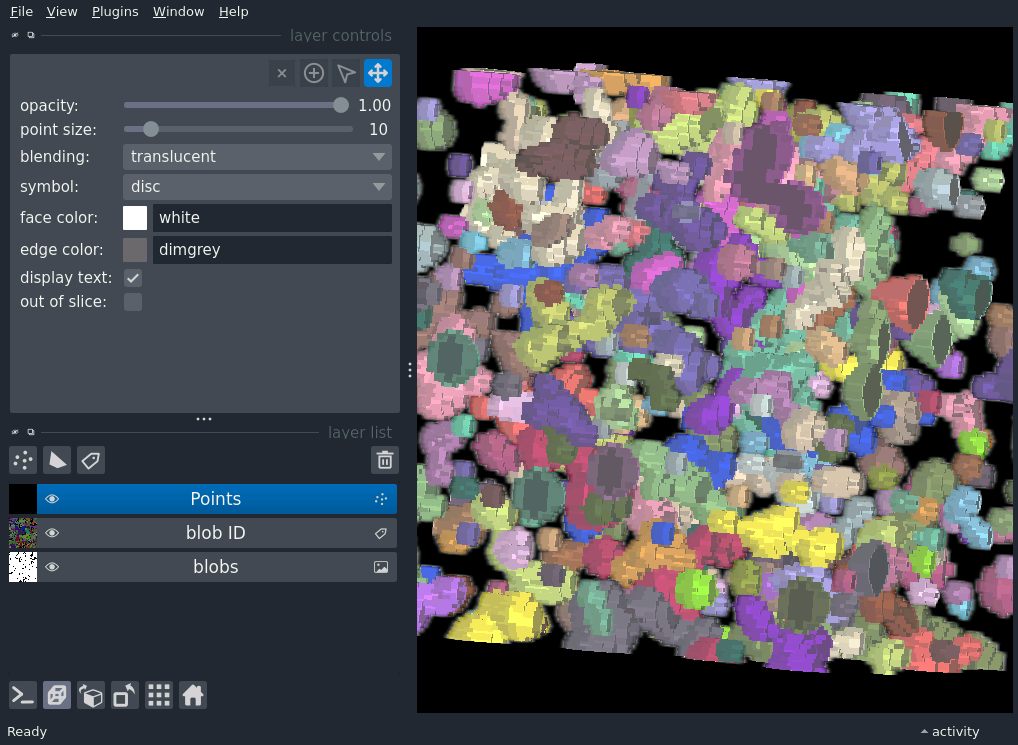 File View Plugins Window Help
layer controls
opacity: 1.00
point size: 10
blending: translucent
symbol: disc
face color: white
edge color: dimgrey
display text:
out of slice:
layer list
Points
blob ID
blobs
Ready activity